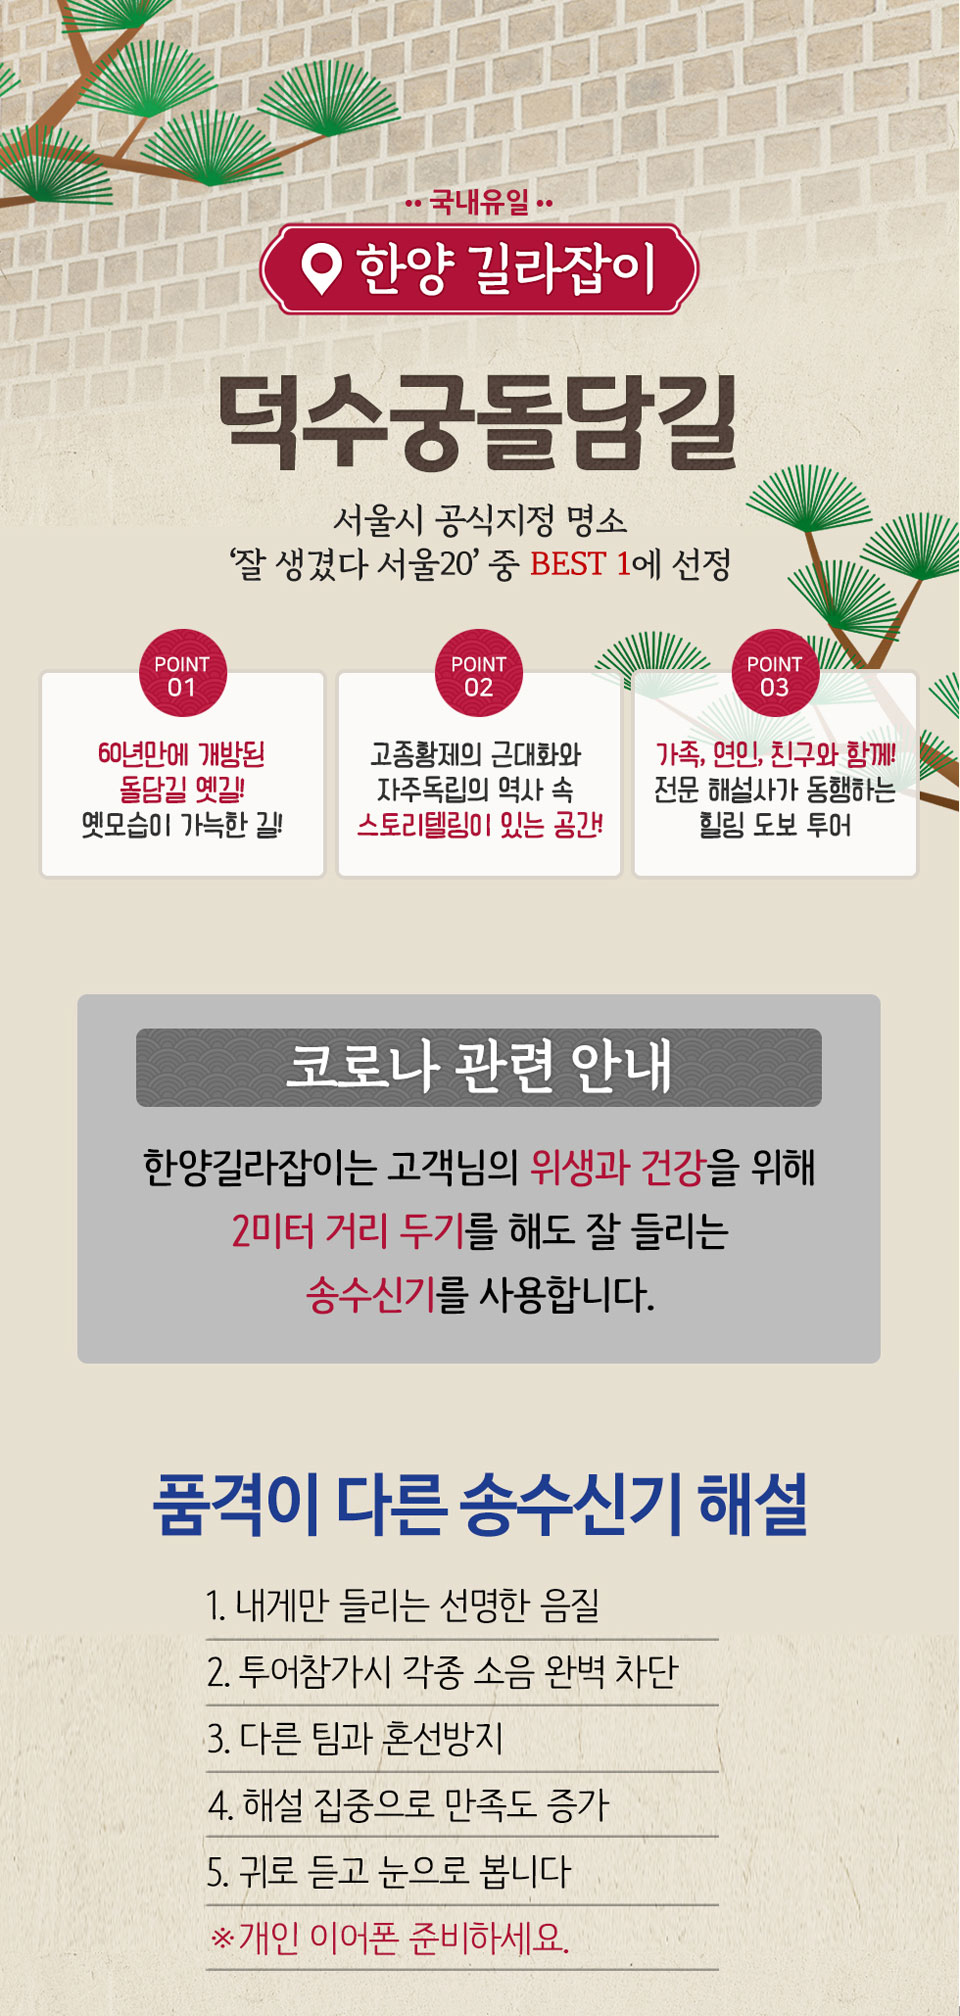 •• 국내유일 ••
한양 길라잡이
덕수궁돌담길
서울시 공식지정 명소
‘잘 생겼다 서울20’ 중 BEST 1에 선정
POINT
01
60년만에 개방된
돌담길 옛길!
옛모습이 가늑한 길!
POINT
02
고종황제의 근대화와
자주독립의 역사 속
스토리텔링이 있는 공간!
POINT
03
가족, 연인, 친구와 함께!
전문 해설사가 동행하는
힐링 도보 투어
코로나 관련 안내
한양길라잡이는 고객님의 위생과 건강을 위해
2미터 거리 두기를 해도 잘 들리는
송수신기를 사용합니다.
품격이 다른 송수신기 해설
1. 내게만 들리는 선명한 음질
2. 투어참가시 각종 소음 완벽 차단
3. 다른 팀과 혼선방지
4. 해설 집중으로 만족도 증가
5. 귀로 듣고 눈으로 봅니다
※개인 이어폰 준비하세요.